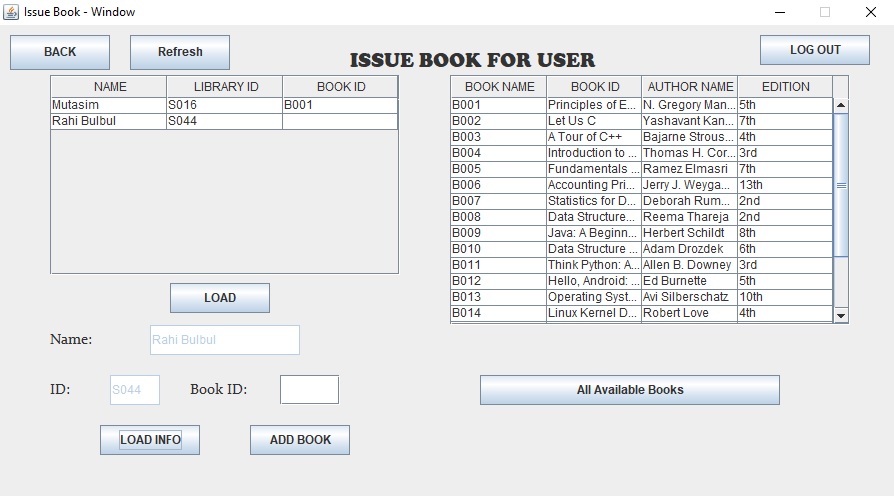 Issue Book - Window
BACK
Refresh
ISSUE BOOK FOR USER
LOG OUT
NAME LIBRARY ID BOOK ID
Mutasim S016 B001
Rahi Bulbul S044
BOOK NAME BOOK ID AUTHOR NAME EDITION
B001 Principles of E... N. Gregory Man... 5th
B002 Let Us C Yashavant Kan... 7th
B003 A Tour of C++ Bajarne Strous... 4th
B004 Introduction to ... Thomas H. Cor... 3rd
B005 Fundamentals ... Ramez Elmasri 7th
B006 Accounting Pri... Jerry J. Weyga... 13th
B007 Statistics for D... Deborah Rum... 2nd
B008 Data Structure... Reema Thareja 2nd
B009 Java: A Beginn... Herbert Schildt 8th
B010 Data Structure ... Adam Drozdek 6th
B011 Think Python: A... Allen B. Downey 3rd
B012 Hello, Android: ... Ed Burnette 5th
B013 Operating Syst... Avi Silberschatz 10th
B014 Linux Kernel D... Robert Love 4th
LOAD
Name: Rahi Bulbul
ID: S044 Book ID:
All Available Books
LOAD INFO
ADD BOOK